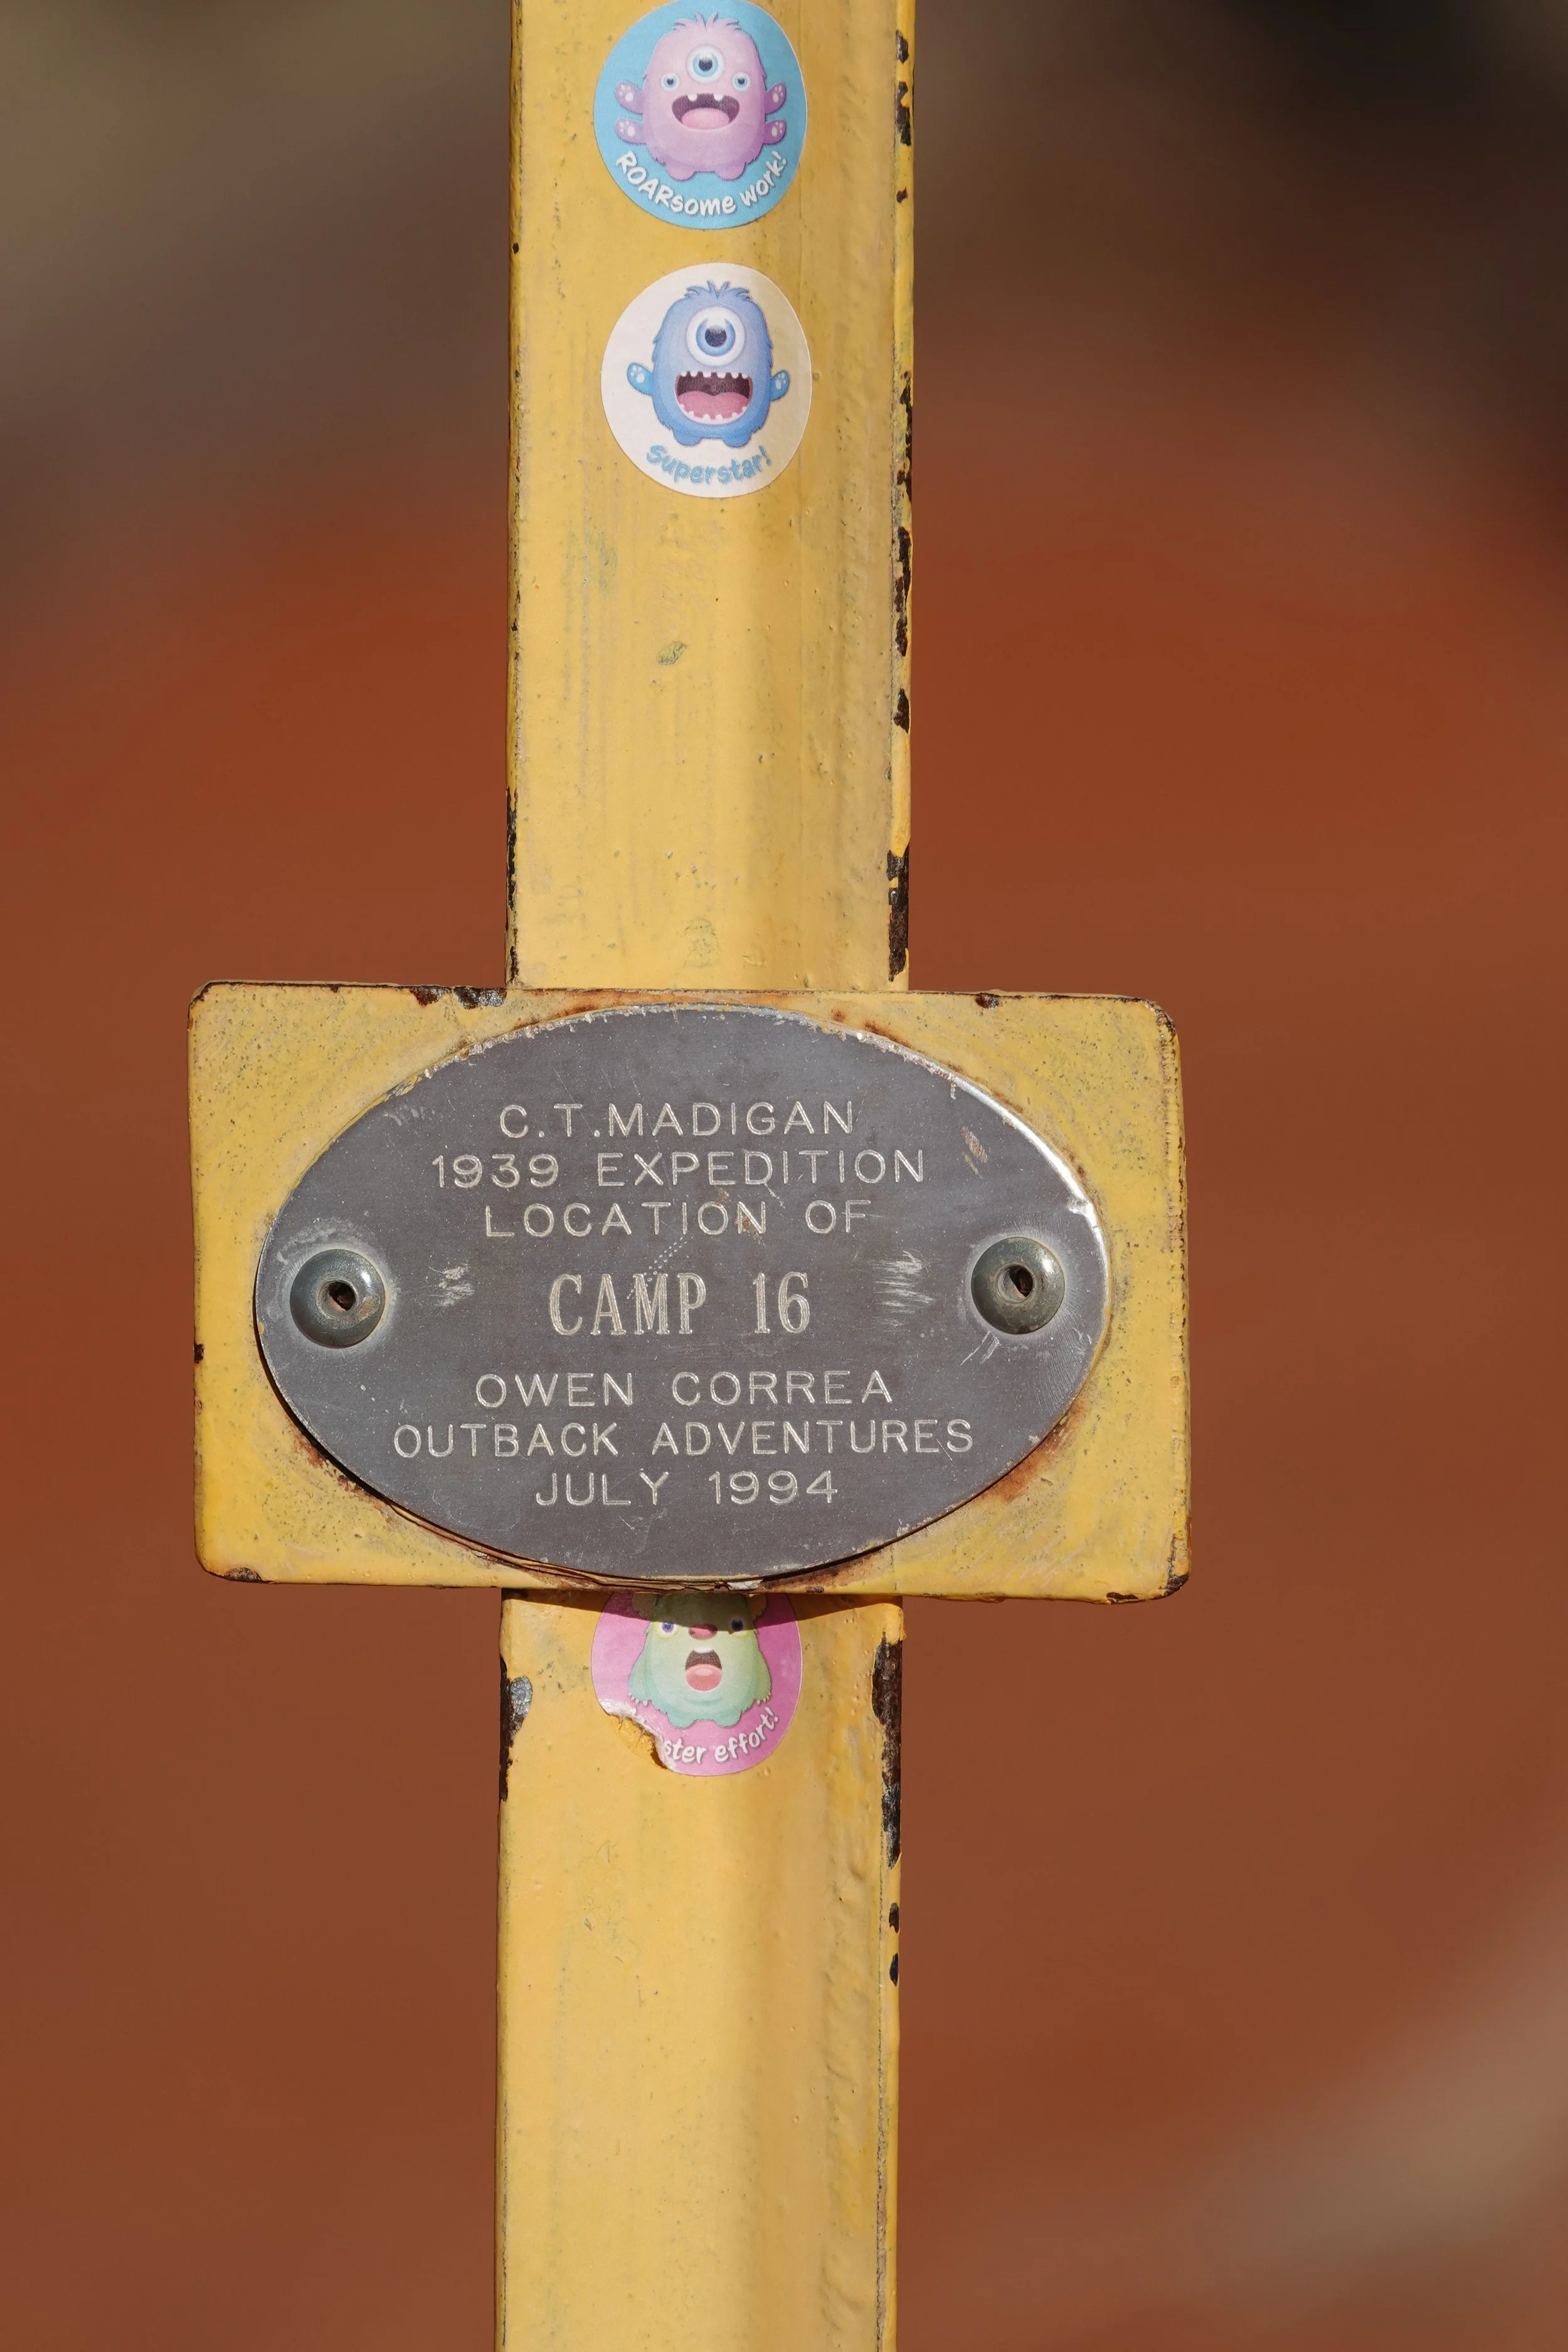 ROARsome work!
Superstar!
C.T.MADIGAN
1939 EXPEDITION
LOCATION OF
CAMP 16
OWEN CORREA
OUTBACK ADVENTURES
JULY 1994
effort!